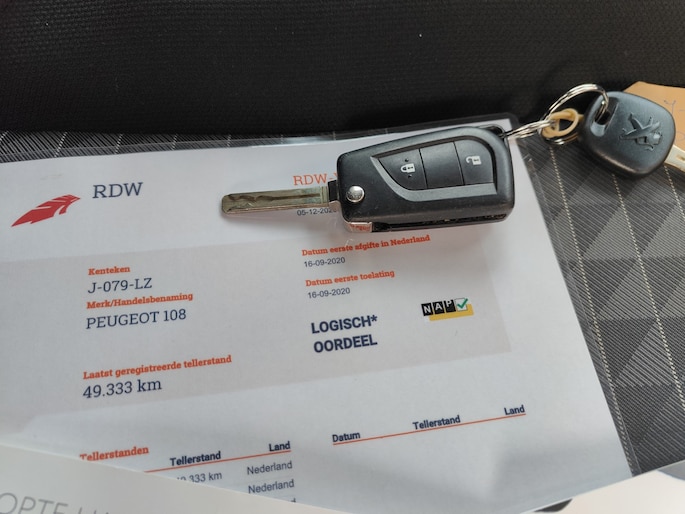 RDW
RDW-
05-12-202
Kenteken
J-079-LZ
Merk/Handelsbenaming
PEUGEOT 108
Laatst geregistreerde tellerstand
49.333 km
Datum eerste afgifte in Nederland
16-09-2020
Datum eerste toelating
16-09-2020
LOGISCH*
OORDEEL
NAP
Tellerstanden
Tellerstand Land
.333 km Nederland
Nederland
Datum Tellerstand Land